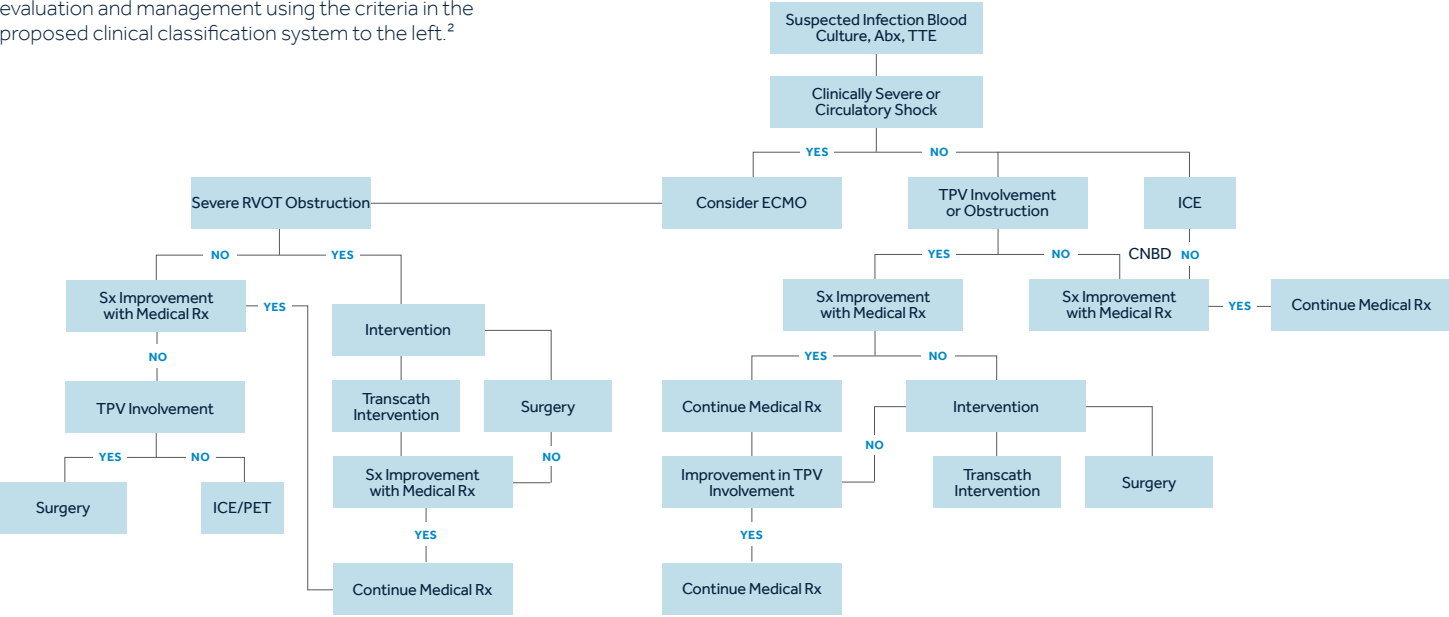 evaluation and management using the criteria in the
proposed clinical classification system to the left.²
Suspected Infection Blood
Culture, Abx, TTE
Clinically Severe or
Circulatory Shock
YES
NO
Severe RVOT Obstruction
Consider ECMO
TPV Involvement
or Obstruction
ICE
NO
YES
YES
NO
CNBD
NO
Sx Improvement
with Medical Rx
YES
Intervention
Sx Improvement
with Medical Rx
Sx Improvement
with Medical Rx
YES
Continue Medical Rx
NO
YES
NO
TPV Involvement
Transcath
Intervention
Surgery
Continue Medical Rx
Intervention
NO
YES
NO
NO
Sx Improvement
with Medical Rx
Improvement in TPV
Involvement
Transcath
Intervention
Surgery
Surgery
ICE/PET
YES
YES
Continue Medical Rx
Continue Medical Rx